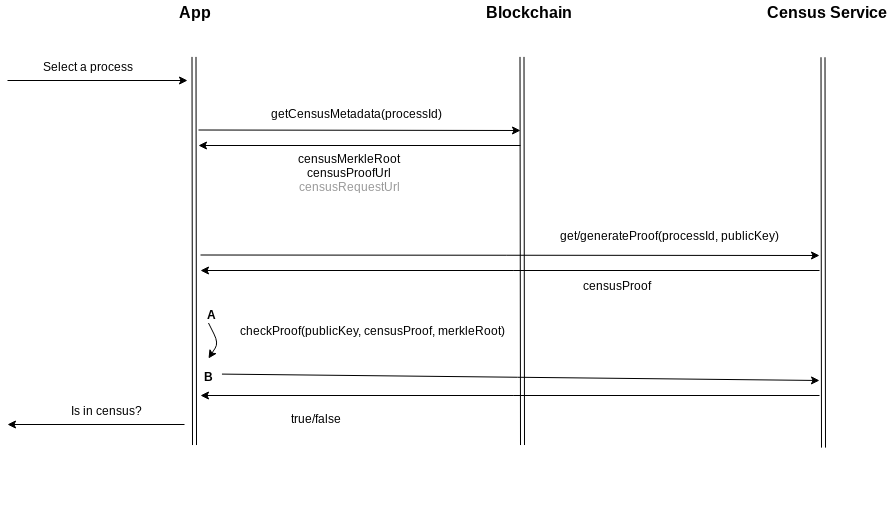 App
Blockchain
Census Service
Select a process
getCensusMetadata(processId)
censusMerkleRoot
censusProofUrl
censusRequestUrl
get/generateProof(processId, publicKey)
censusProof
A
checkProof(publicKey, censusProof, merkleRoot)
B
Is in census?
true/false